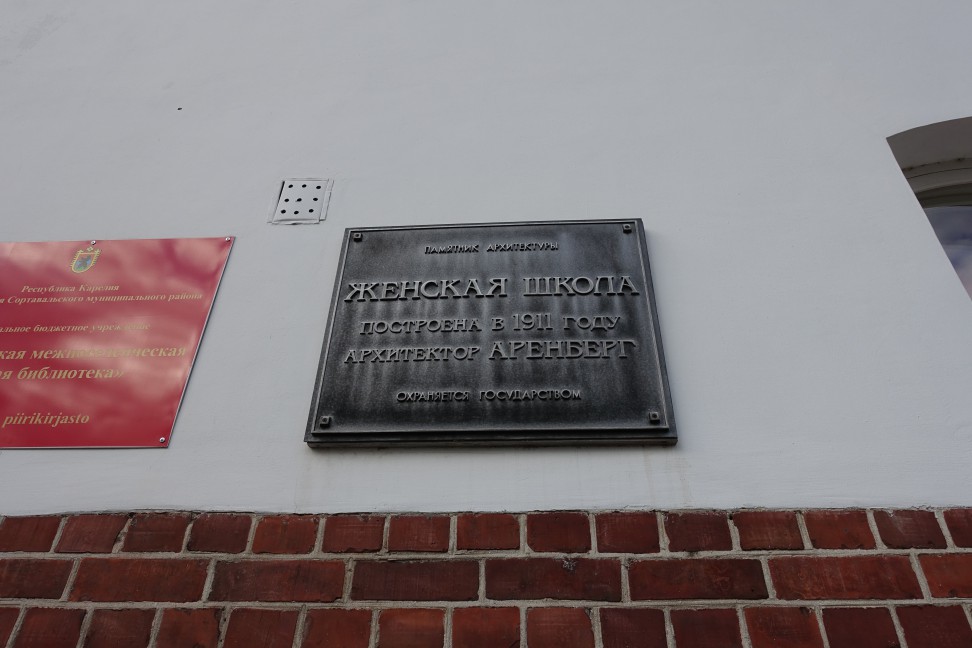 Республика Карелия
Сортавальского муниципального района
бюджетное учреждение
библиотека»
piirikirjasto
ПАМЯТНИК АРХИТЕКТУРЫ
ЖЕНСКАЯ ШКОЛА
ПОСТРОЕНА В 1911 ГОДУ
АРХИТЕКТОР АРЕНБЕРГ
ОХРАНЯЕТСЯ ГОСУДАРСТВОМ